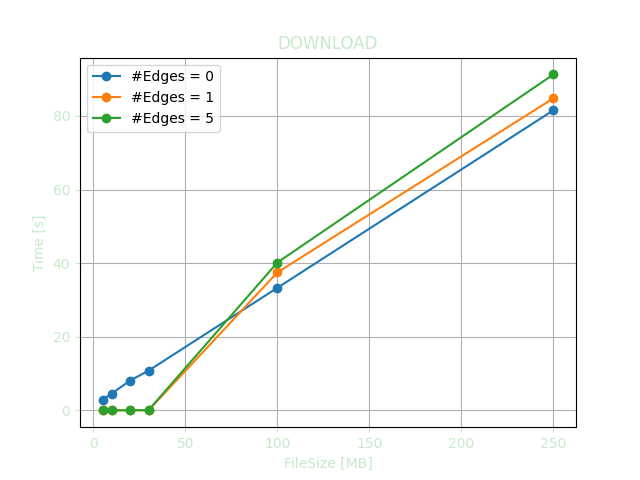 DOWNLOAD
#Edges = 0
#Edges = 1
#Edges = 5
Time [s]
80
60
40
20
0
0 50 100 150 200 250
FileSize [MB]